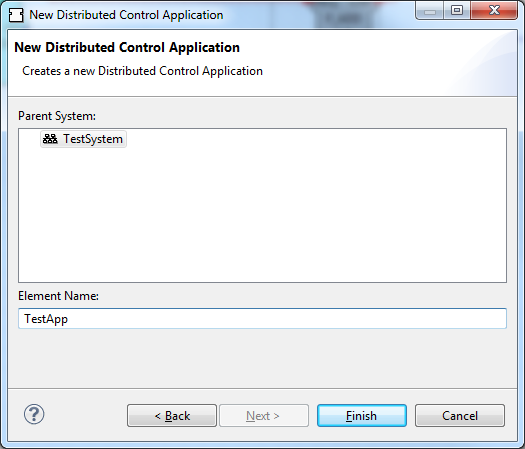 New Distributed Control Application
New Distributed Control Application
Creates a new Distributed Control Application
Parent System:
TestSystem
Element Name:
TestApp
?
< Back
Next >
Finish
Cancel